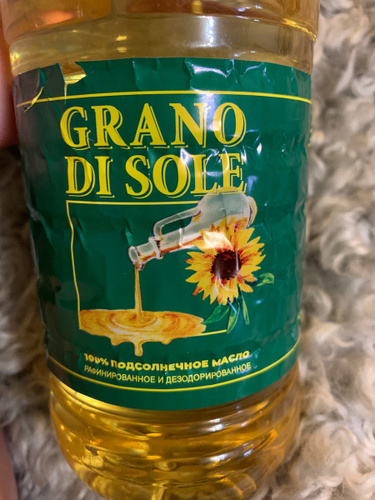 GRANO
DI SOLE
100% ПОДСОЛНЕЧНОЕ МАСЛО
РАФИНИРОВАННОЕ И ДЕЗОДОРИРОВАННОЕ